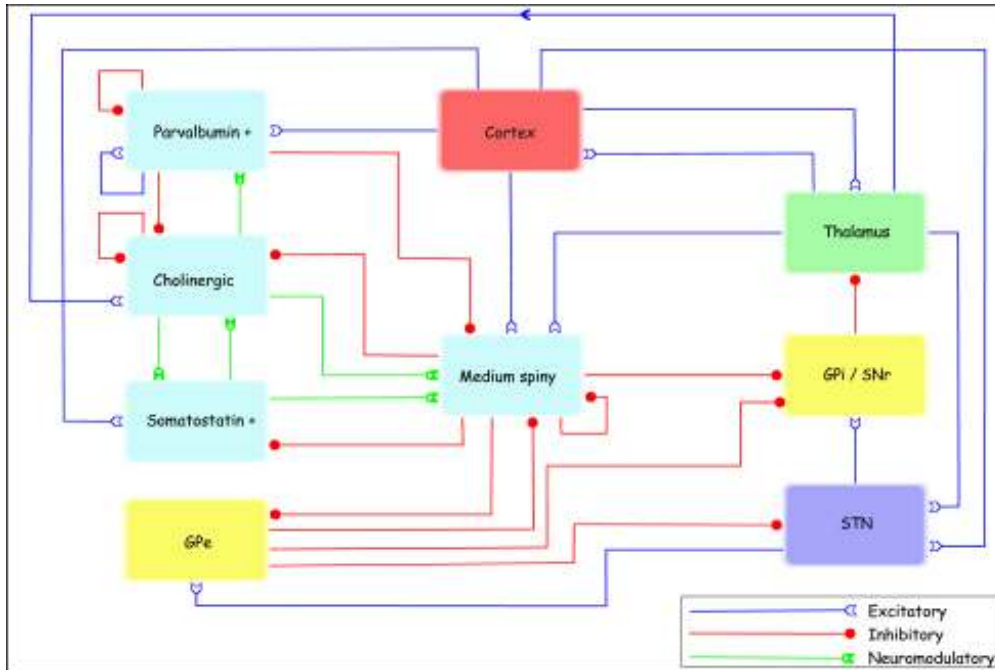 Parvalbumin +
Cortex
Thalamus
Cholinergic
Medium spiny
GPi / SNr
Somatostatin +
GPe
STN
Excitatory
Inhibitory
Neuromodulatory